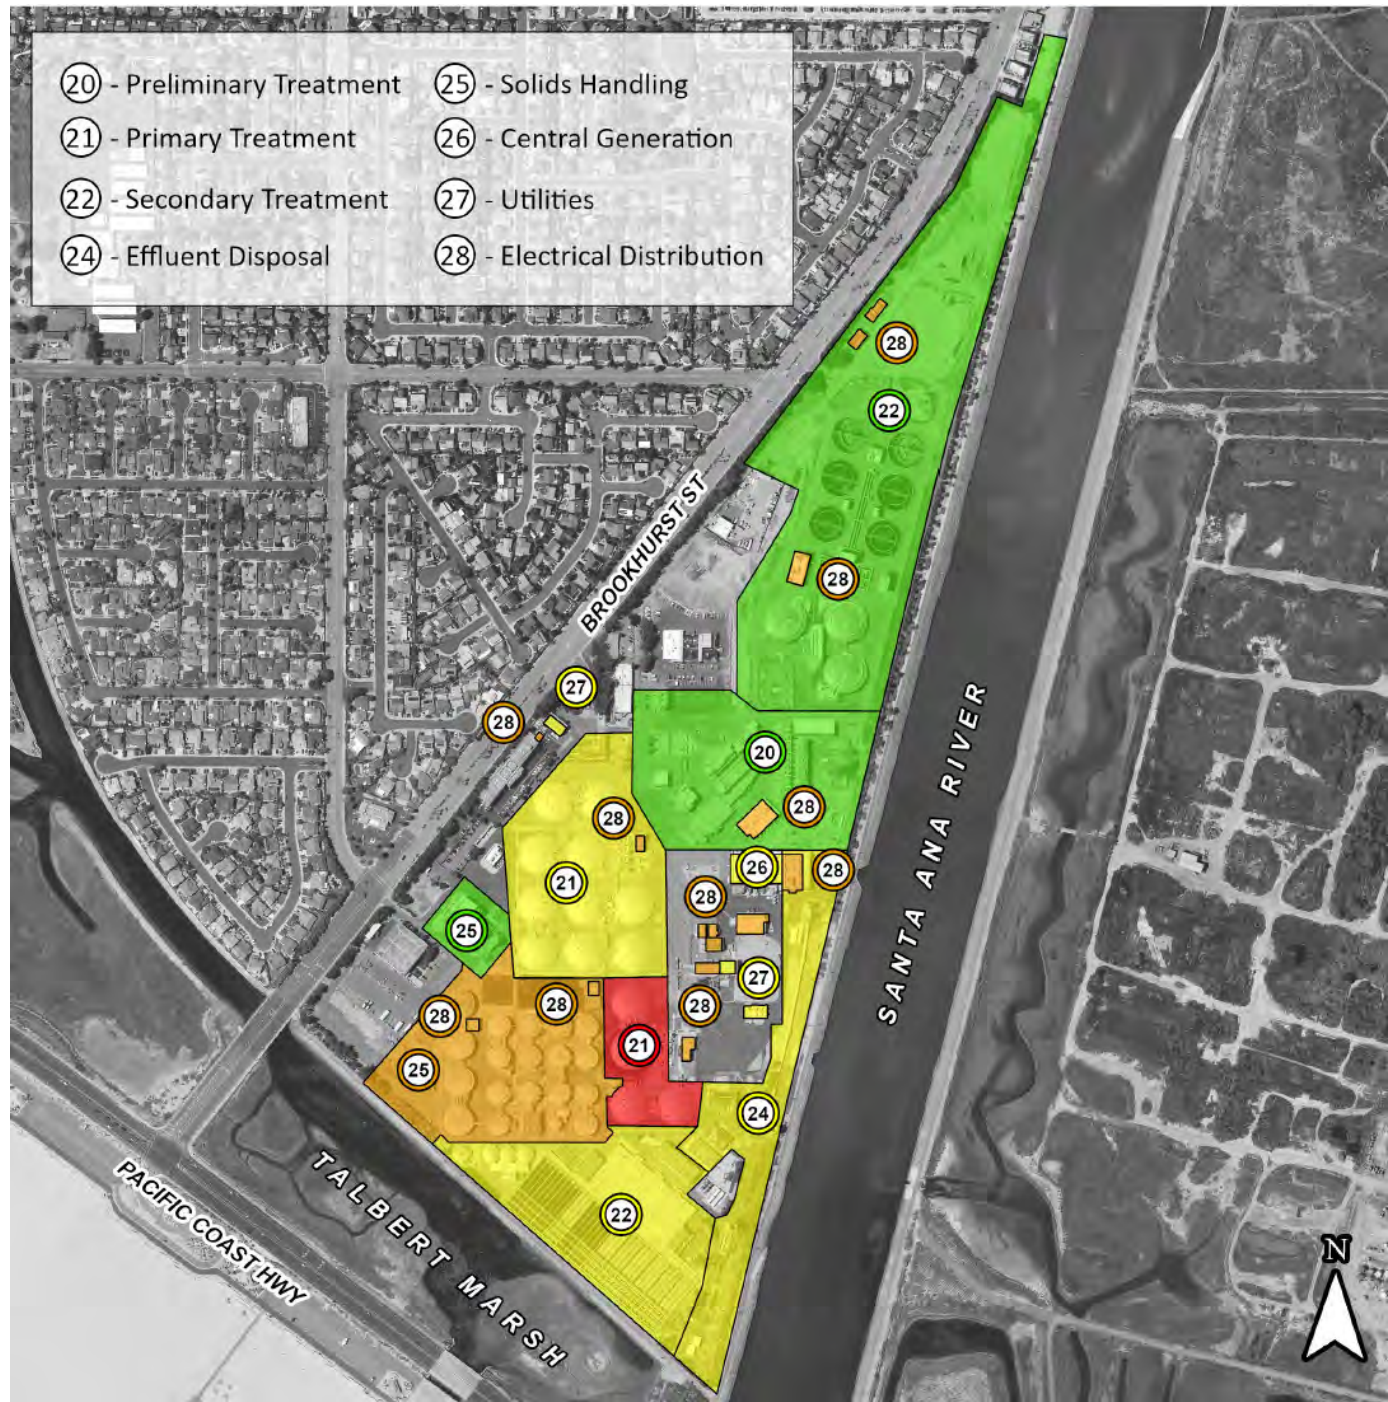 20 - Preliminary Treatment
21 - Primary Treatment
22 - Secondary Treatment
24 - Effluent Disposal
25 - Solids Handling
26 - Central Generation
27 - Utilities
28 - Electrical Distribution
28
22
BROOKHURST ST
28
27
28
20
28
28
21
26
28
28
25
27
28
28
28
21
25
24
22
SANTA ANA RIVER
TALBERT MARSH
PACIFIC COAST HWY
N